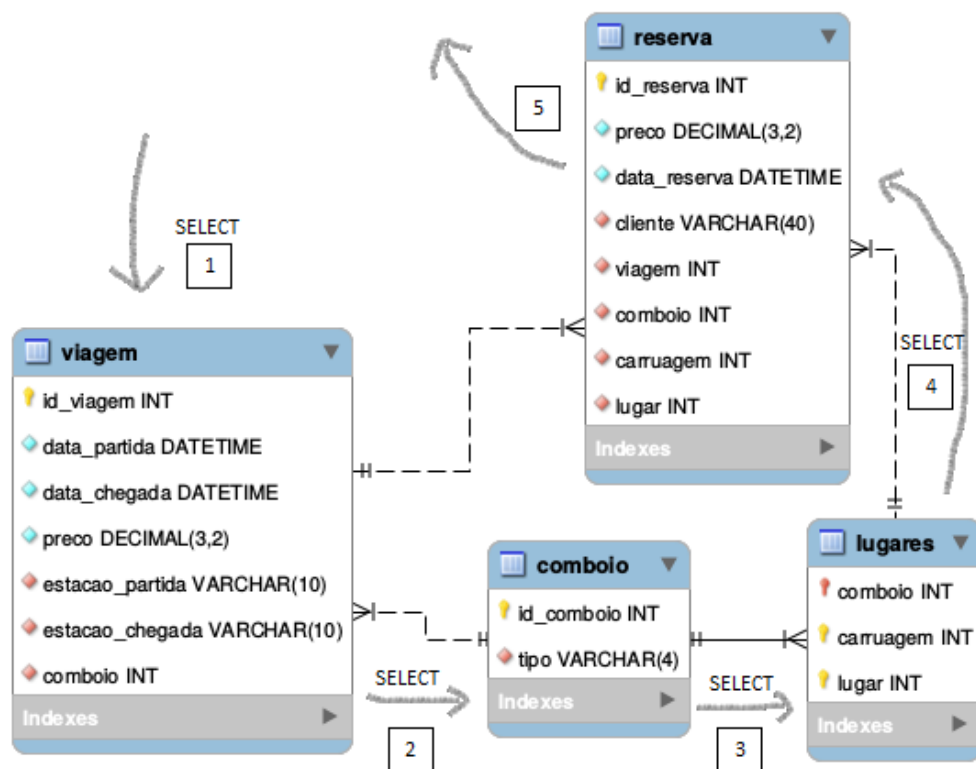 reserva
id_reserva INT
preco DECIMAL(3,2)
data_reserva DATETIME
cliente VARCHAR(40)
viagem INT
comboio INT
carruagem INT
lugar INT
Indexes
5
SELECT
1
viagem
id_viagem INT
data_partida DATETIME
data_chegada DATETIME
preco DECIMAL(3,2)
estacao_partida VARCHAR(10)
estacao_chegada VARCHAR(10)
comboio INT
Indexes
SELECT
2
comboio
id_comboio INT
tipo VARCHAR(4)
Indexes
SELECT
3
SELECT
4
lugares
comboio INT
carruagem INT
lugar INT
Indexes